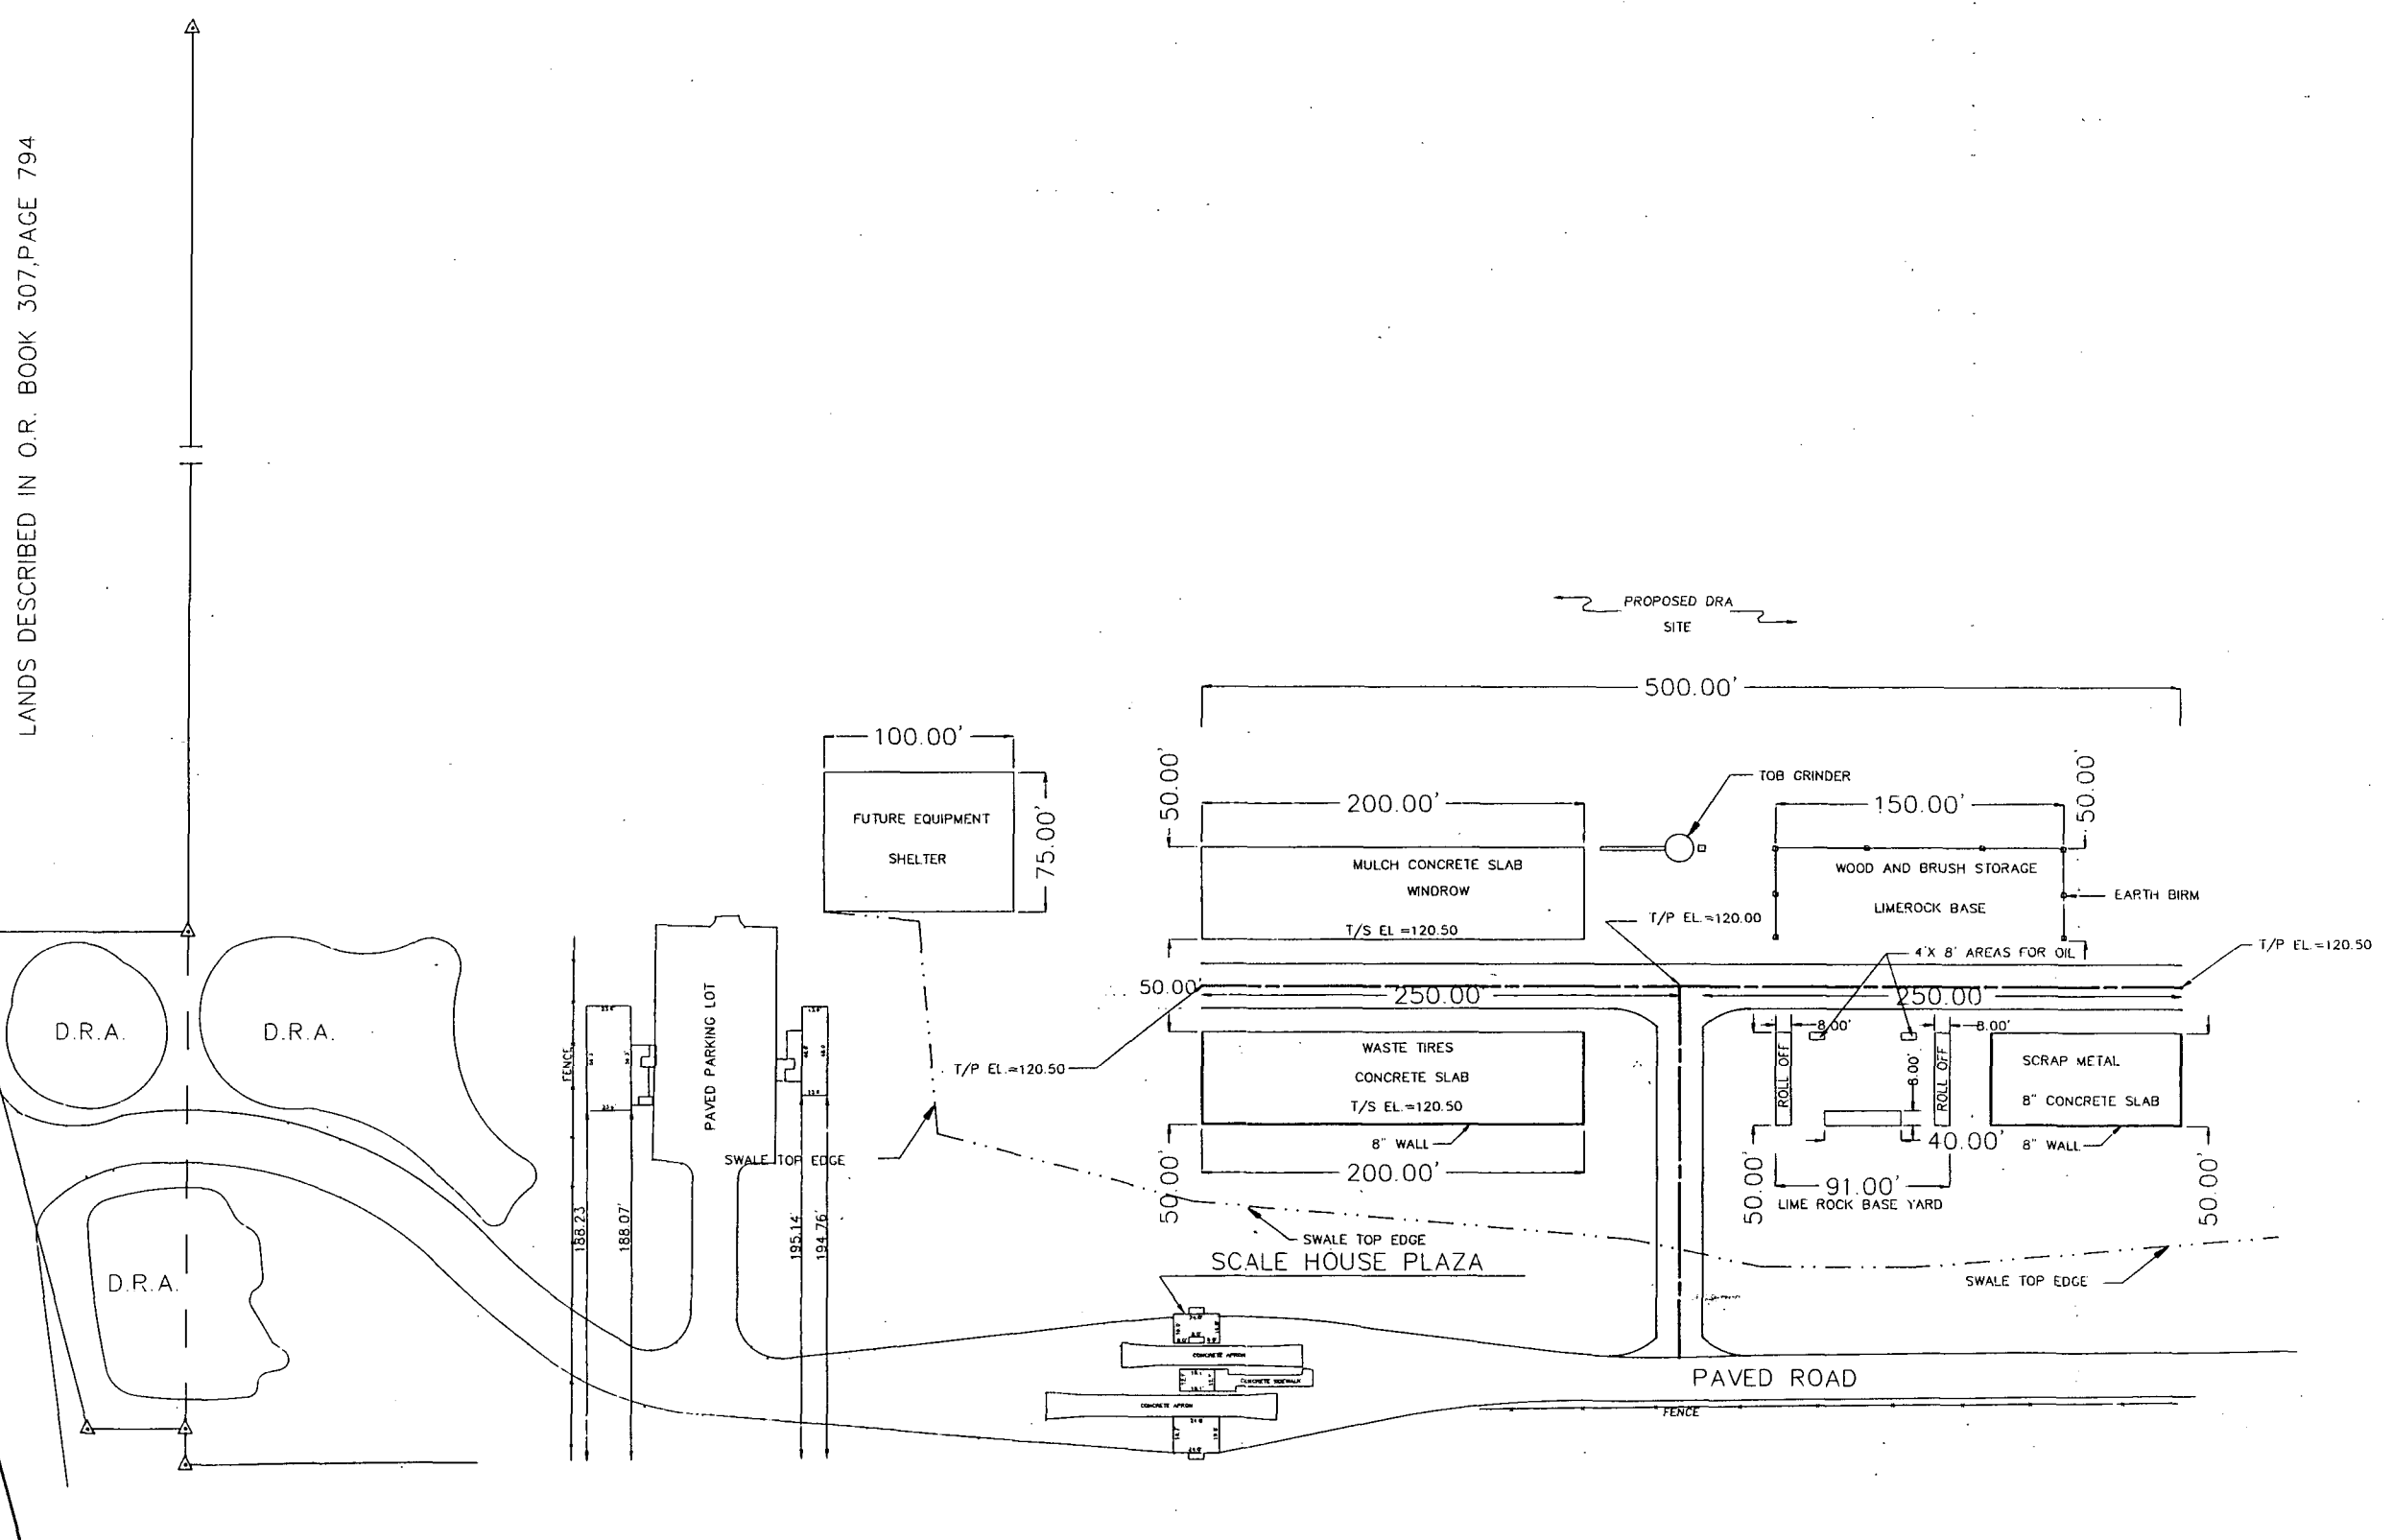 LANDS DESCRIBED IN O.R. BOOK 307,PAGE 794
PROPOSED DRA
SITE
500.00'
100.00'
FUTURE EQUIPMENT
SHELTER
75.00'
50.00'
200.00'
MULCH CONCRETE SLAB
WINDROW
T/S EL =120.50
TOB GRINDER
150.00'
50.00'
WOOD AND BRUSH STORAGE
LIMEROCK BASE
EARTH BIRM
T/P EL.=120.00
4'X 8' AREAS FOR OIL
T/P EL.=120.50
50.00'
250.00
250.00
T/P EL.=120.50
D.R.A.
D.R.A.
D.R.A.
FENCE
PAVED PARKING LOT
188.23
188.07'
195.14'
194.76'
SWALE TOP EDGE
WASTE TIRES
CONCRETE SLAB
T/S EL.=120.50
8" WALL
200.00'
50.00'
8.00'
8.00'
ROLL OFF
8.00'
ROLL OFF
40.00'
SCRAP METAL
8" CONCRETE SLAB
8" WALL
50.00'
91.00'
LIME ROCK BASE YARD
50.00'
SWALE TOP EDGE
SWALE TOP EDGE
SCALE HOUSE PLAZA
CONCRETE APRON
CONCRETE SIDEWALK
CONCRETE APRON
PAVED ROAD
FENCE